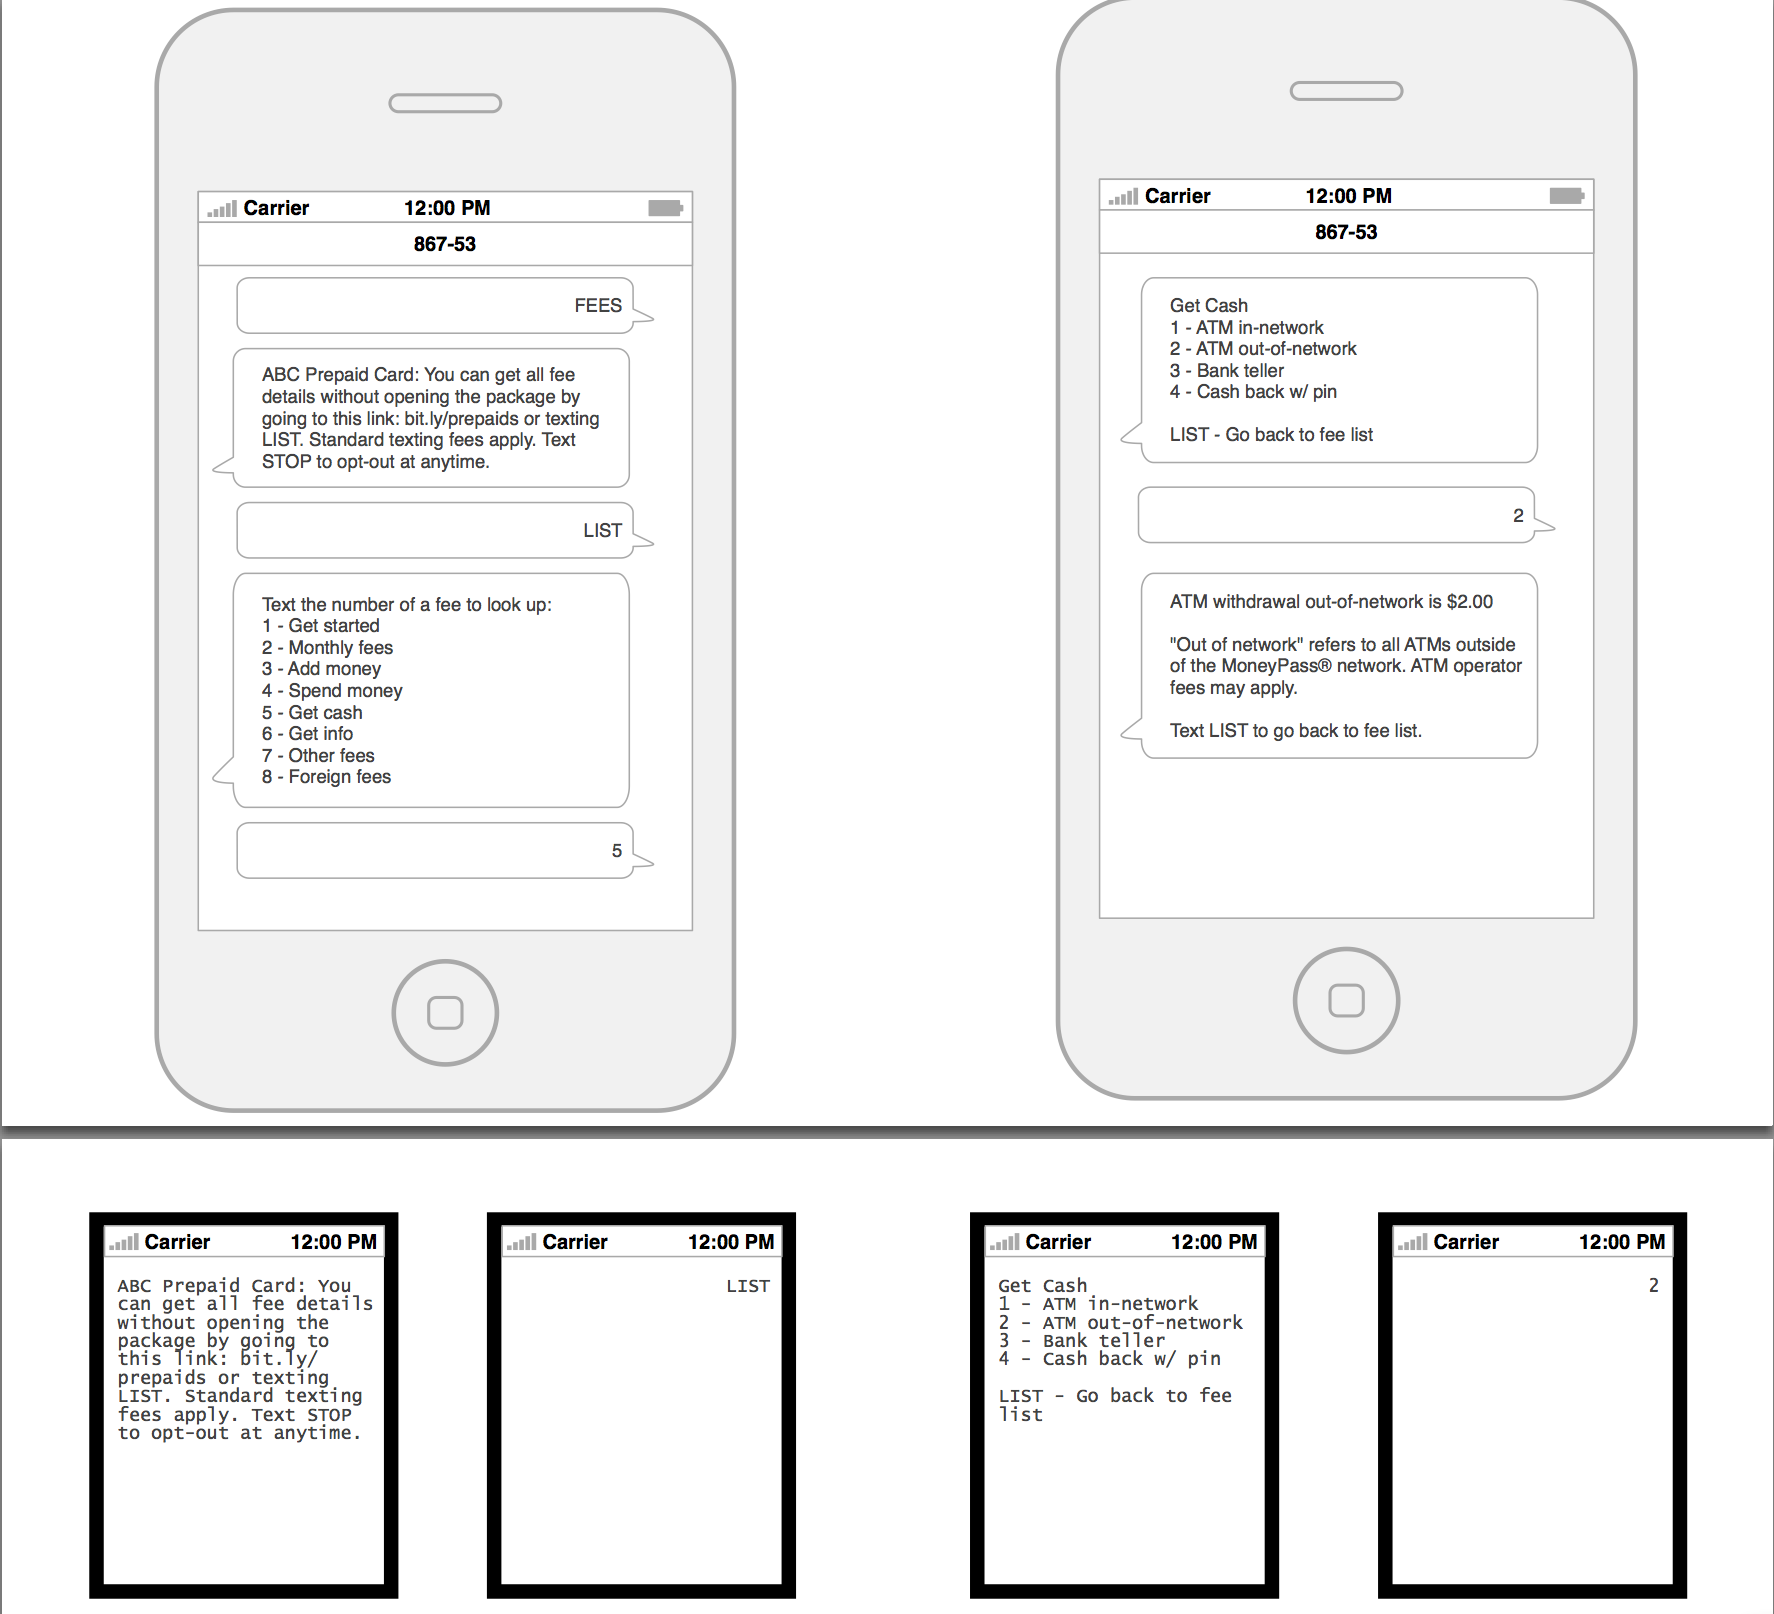 Carrier 12:00 PM
867-53
FEES
ABC Prepaid Card: You can get all fee
details without opening the package by
going to this link: bit.ly/prepaids or texting
LIST. Standard texting fees apply. Text
STOP to opt-out at anytime.
LIST
Text the number of a fee to look up:
1 - Get started
2 - Monthly fees
3 - Add money
4 - Spend money
5 - Get cash
6 - Get info
7 - Other fees
8 - Foreign fees
5
Carrier 12:00 PM
867-53
Get Cash
1 - ATM in-network
2 - ATM out-of-network
3 - Bank teller
4 - Cash back w/ pin
LIST - Go back to fee list
2
ATM withdrawal out-of-network is $2.00
"Out of network" refers to all ATMs outside
of the MoneyPass® network. ATM operator
fees may apply.
Text LIST to go back to fee list.
Carrier 12:00 PM
ABC Prepaid Card: You
can get all fee details
without opening the
package by going to
this link: bit.ly/
prepaids or texting
LIST. Standard texting
fees apply. Text STOP
to opt-out at anytime.
Carrier 12:00 PM
LIST
Carrier 12:00 PM
Get Cash
1 - ATM in-network
2 - ATM out-of-network
3 - Bank teller
4 - Cash back w/ pin
LIST - Go back to fee
list
Carrier 12:00 PM
2